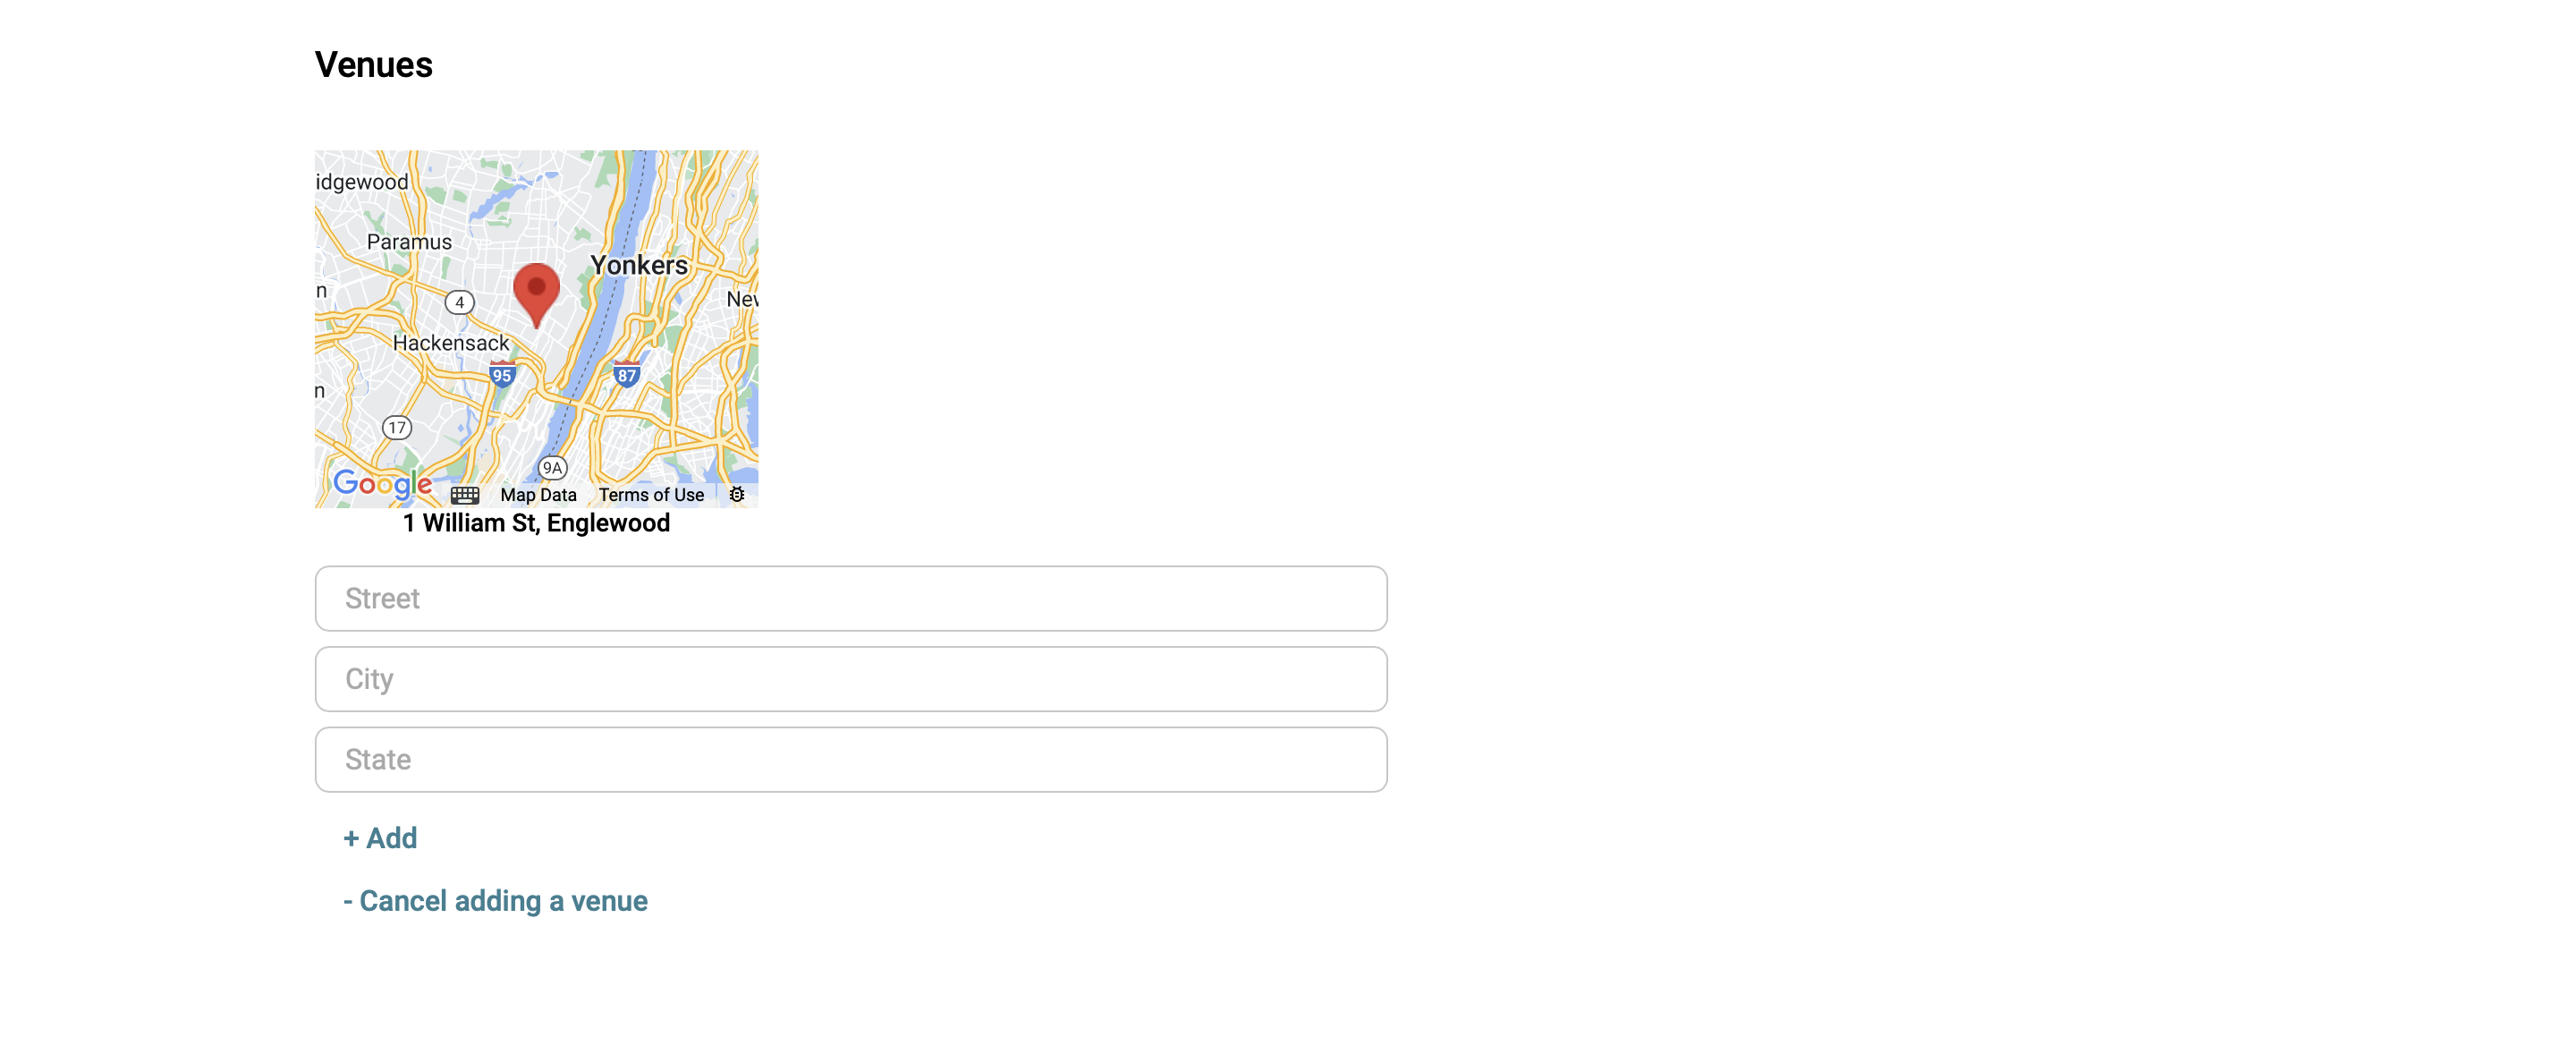 Venues
idgewood
Paramus
Yonkers
n
4
Nev
Hackensack
95
87
n
17
9A
Google
Map Data
Terms of Use
1 William St, Englewood
Street
City
State
+ Add
- Cancel adding a venue